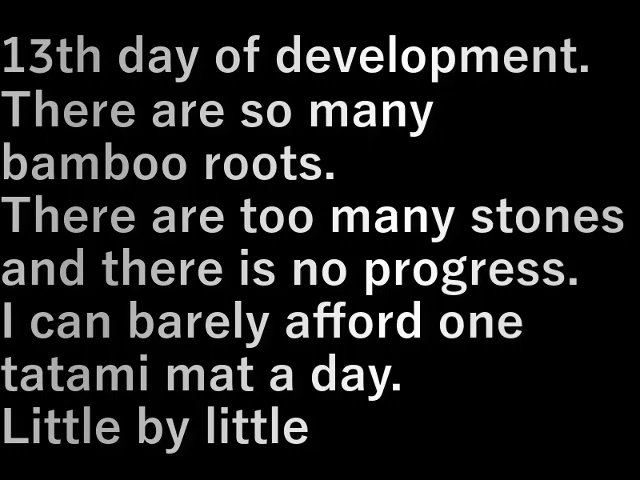 13th day of development.
There are so many
bamboo roots.
There are too many stones
and there is no progress.
I can barely afford one
tatami mat a day.
Little by little